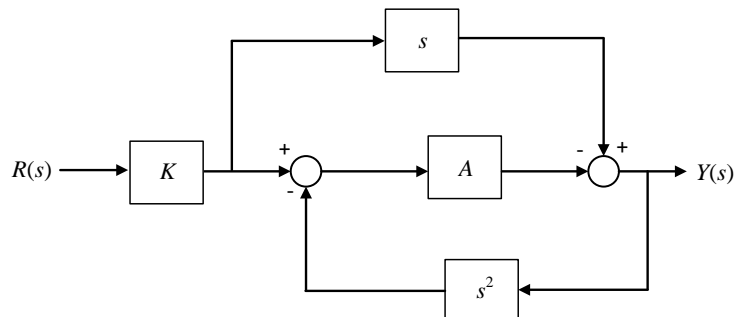 s
R(s)
K
+
-
A
-
+
Y(s)
s²